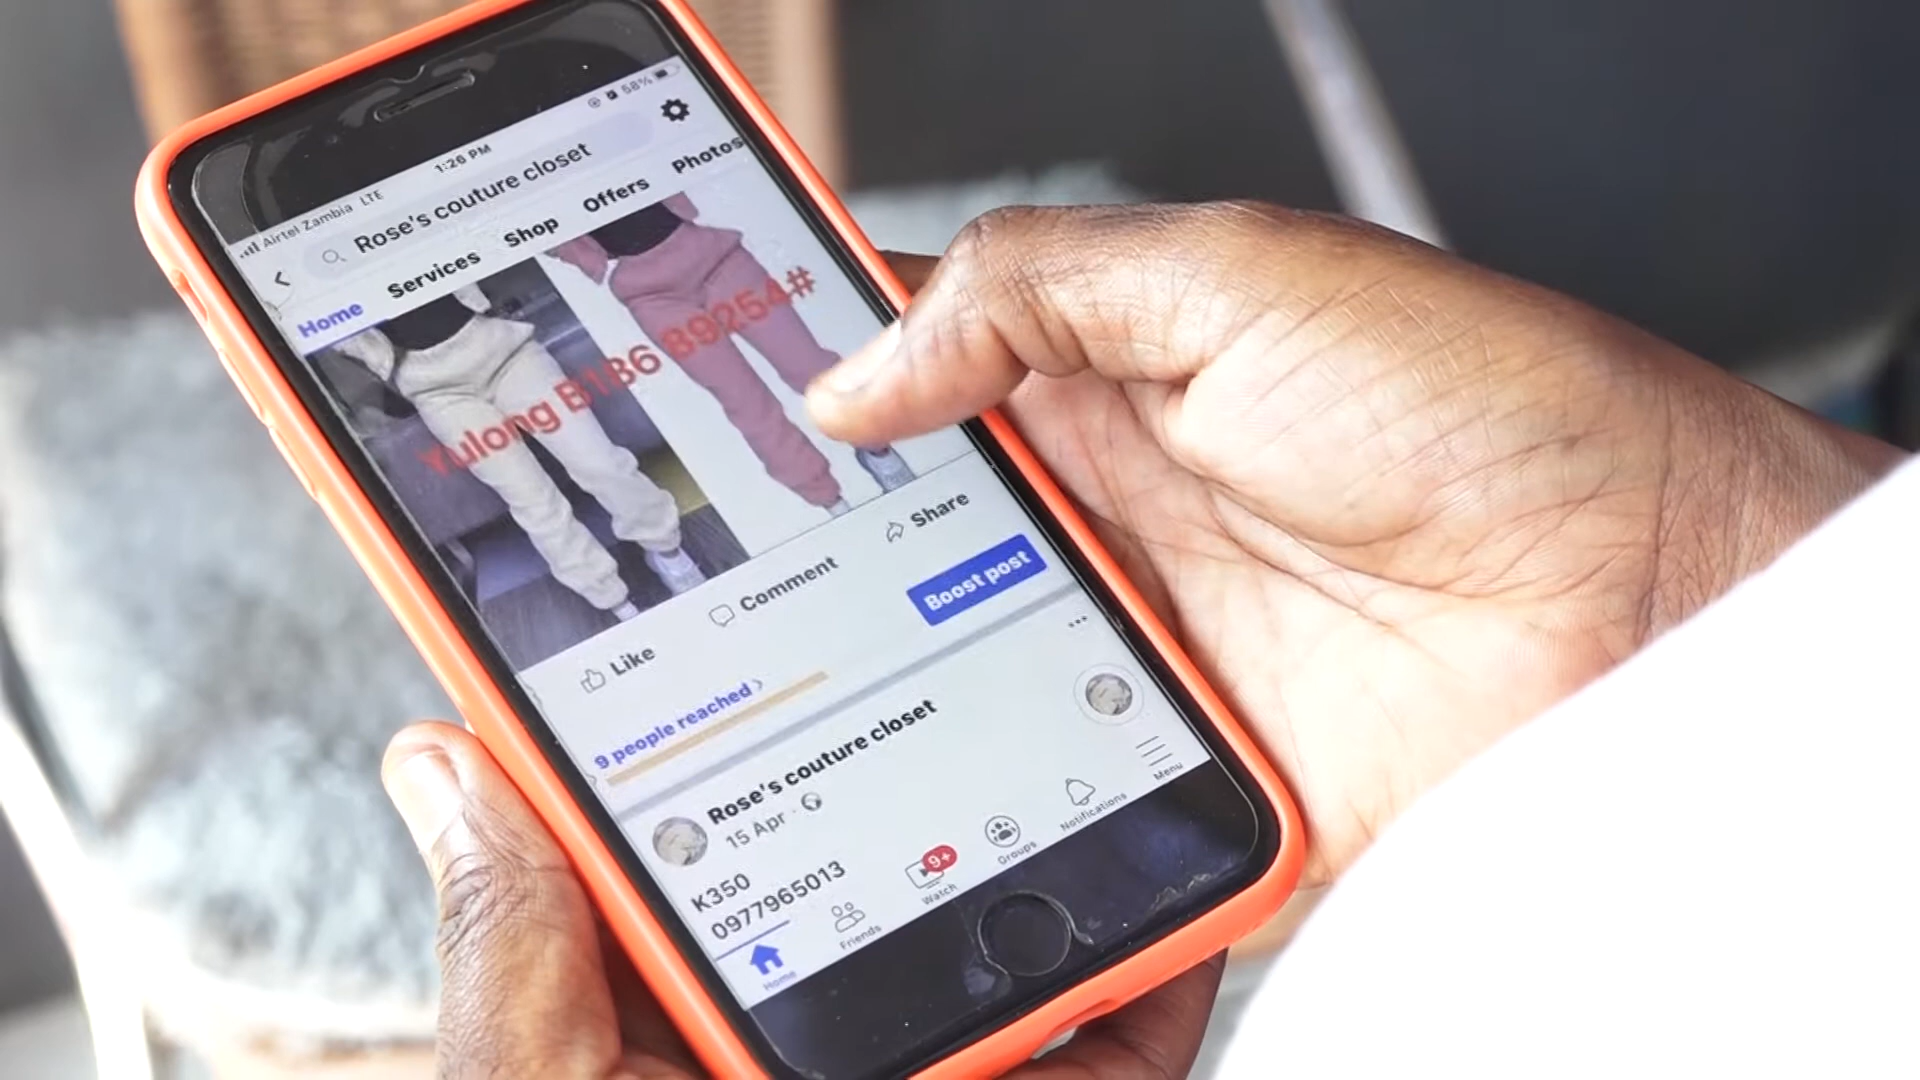 Airtel Zambia LTE
1:26 PM
58%
Rose's couture closet
Home Services Shop Offers Photos
Yulong B186 89254#
Like Comment Share
9 people reached
Boost post
Rose's couture closet
15 Apr
K350
0977965013
Home
Friends
9+
Watch
Groups
Notifications
Menu